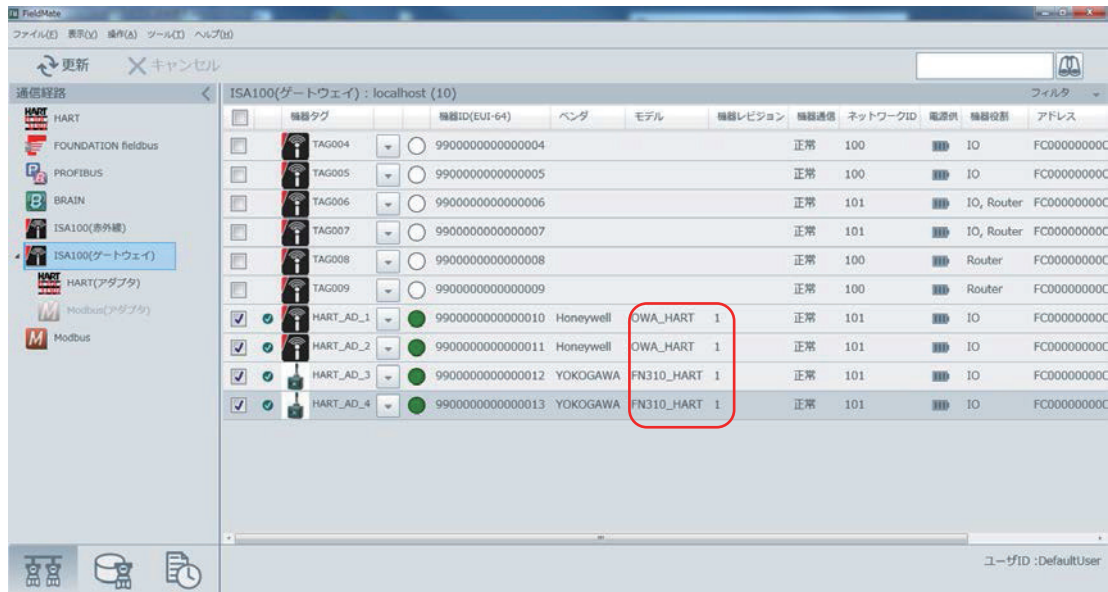 FieldMate
ファイル(F) 表示(V) 操作(A) ツール(T) ヘルプ(H)
更新 キャンセル
通信経路 ISA100(ゲートウェイ) : localhost (10) フィルタ
HART
FOUNDATION fieldbus
PROFIBUS
BRAIN
ISA100(赤外線)
ISA100(ゲートウェイ)
HART(アダプタ)
Modbus(アダプタ)
Modbus
機器タグ 機器ID(EUI-64) ベンダ モデル 機器レビジョン 機器通信 ネットワークID 電源供 機器役割 アドレス
TAG004 9900000000000004 正常 100 IO FC00000000C
TAG005 9900000000000005 正常 100 IO FC00000000C
TAG006 9900000000000006 正常 101 IO, Router FC00000000C
TAG007 9900000000000007 正常 101 IO, Router FC00000000C
TAG008 9900000000000008 正常 100 Router FC00000000C
TAG009 9900000000000009 正常 100 Router FC00000000C
HART_AD_1 9900000000000010 Honeywell OWA_HART 1 正常 101 IO FC00000000C
HART_AD_2 9900000000000011 Honeywell OWA_HART 1 正常 101 IO FC00000000C
HART_AD_3 9900000000000012 YOKOGAWA FN310_HART 1 正常 101 IO FC00000000C
HART_AD_4 9900000000000013 YOKOGAWA FN310_HART 1 正常 101 IO FC00000000C
ユーザID :DefaultUser